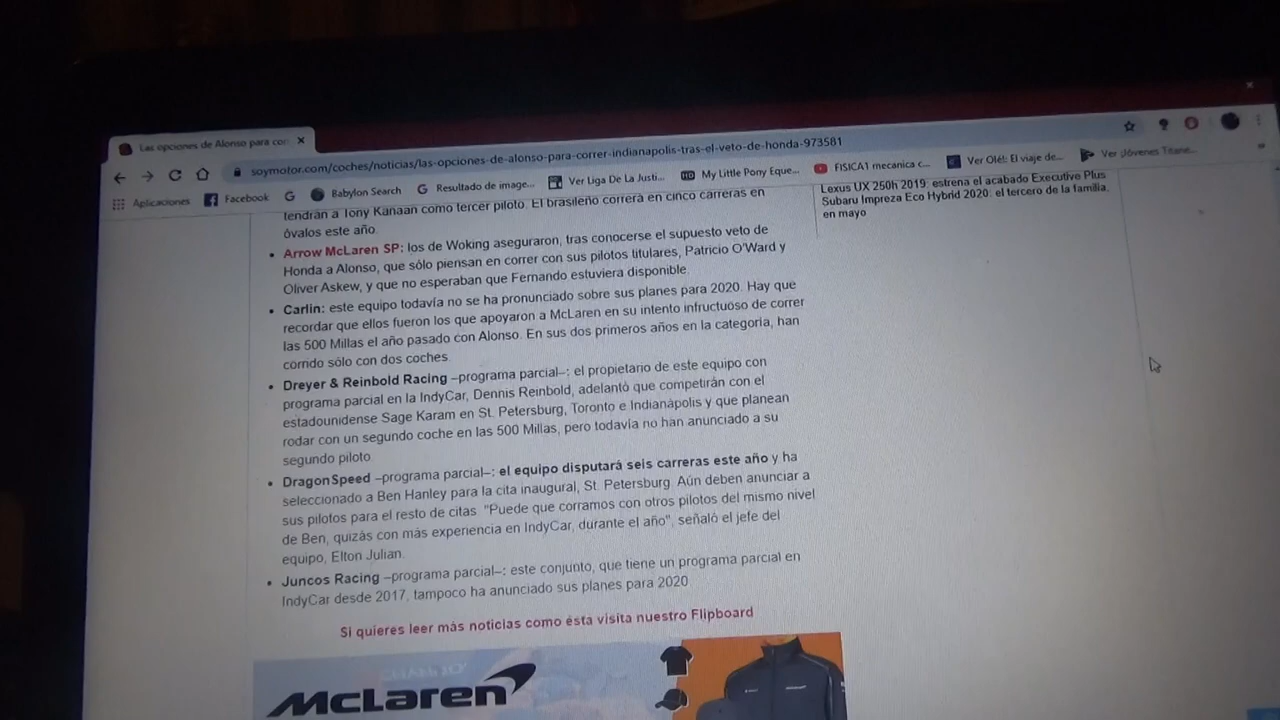 Las opciones de Alonso para cor
soymotor.com/coches/noticias/las-opciones-de-alonso-para-correr-indianapolis-tras-el-veto-de-honda-973581
Aplicaciones Facebook G Babylon Search Resultado de image... Ver Liga De La Justi... My Little Pony Eque... FISICA1 mecanica c... Ver Olé!: El viaje de... Ver ¡Jóvenes Titane...
tendrán a Tony Kanaan como tercer piloto. El brasileño correrá en cinco carreras en
óvalos este año.
• Arrow McLaren SP: los de Woking aseguraron, tras conocerse el supuesto veto de
Honda a Alonso, que sólo piensan en correr con sus pilotos titulares, Patricio O'Ward y
Oliver Askew, y que no esperaban que Fernando estuviera disponible.
• Carlin: este equipo todavía no se ha pronunciado sobre sus planes para 2020. Hay que
recordar que ellos fueron los que apoyaron a McLaren en su intento infructuoso de correr
las 500 Millas el año pasado con Alonso. En sus dos primeros años en la categoría, han
corrido sólo con dos coches.
• Dreyer & Reinbold Racing –programa parcial–: el propietario de este equipo con
programa parcial en la IndyCar, Dennis Reinbold, adelantó que competirán con el
estadounidense Sage Karam en St. Petersburg, Toronto e Indianápolis y que planean
rodar con un segundo coche en las 500 Millas, pero todavía no han anunciado a su
segundo piloto.
• DragonSpeed –programa parcial–: el equipo disputará seis carreras este año y ha
seleccionado a Ben Hanley para la cita inaugural, St. Petersburg. Aún deben anunciar a
sus pilotos para el resto de citas. "Puede que corramos con otros pilotos del mismo nivel
de Ben, quizás con más experiencia en IndyCar, durante el año", señaló el jefe del
equipo, Elton Julian.
• Juncos Racing –programa parcial–: este conjunto, que tiene un programa parcial en
IndyCar desde 2017, tampoco ha anunciado sus planes para 2020
Si quieres leer más noticias como esta visita nuestro Flipboard
McLaren
Lexus UX 250h 2019: estrena el acabado Executive Plus
Subaru Impreza Eco Hybrid 2020: el tercero de la familia,
en mayo